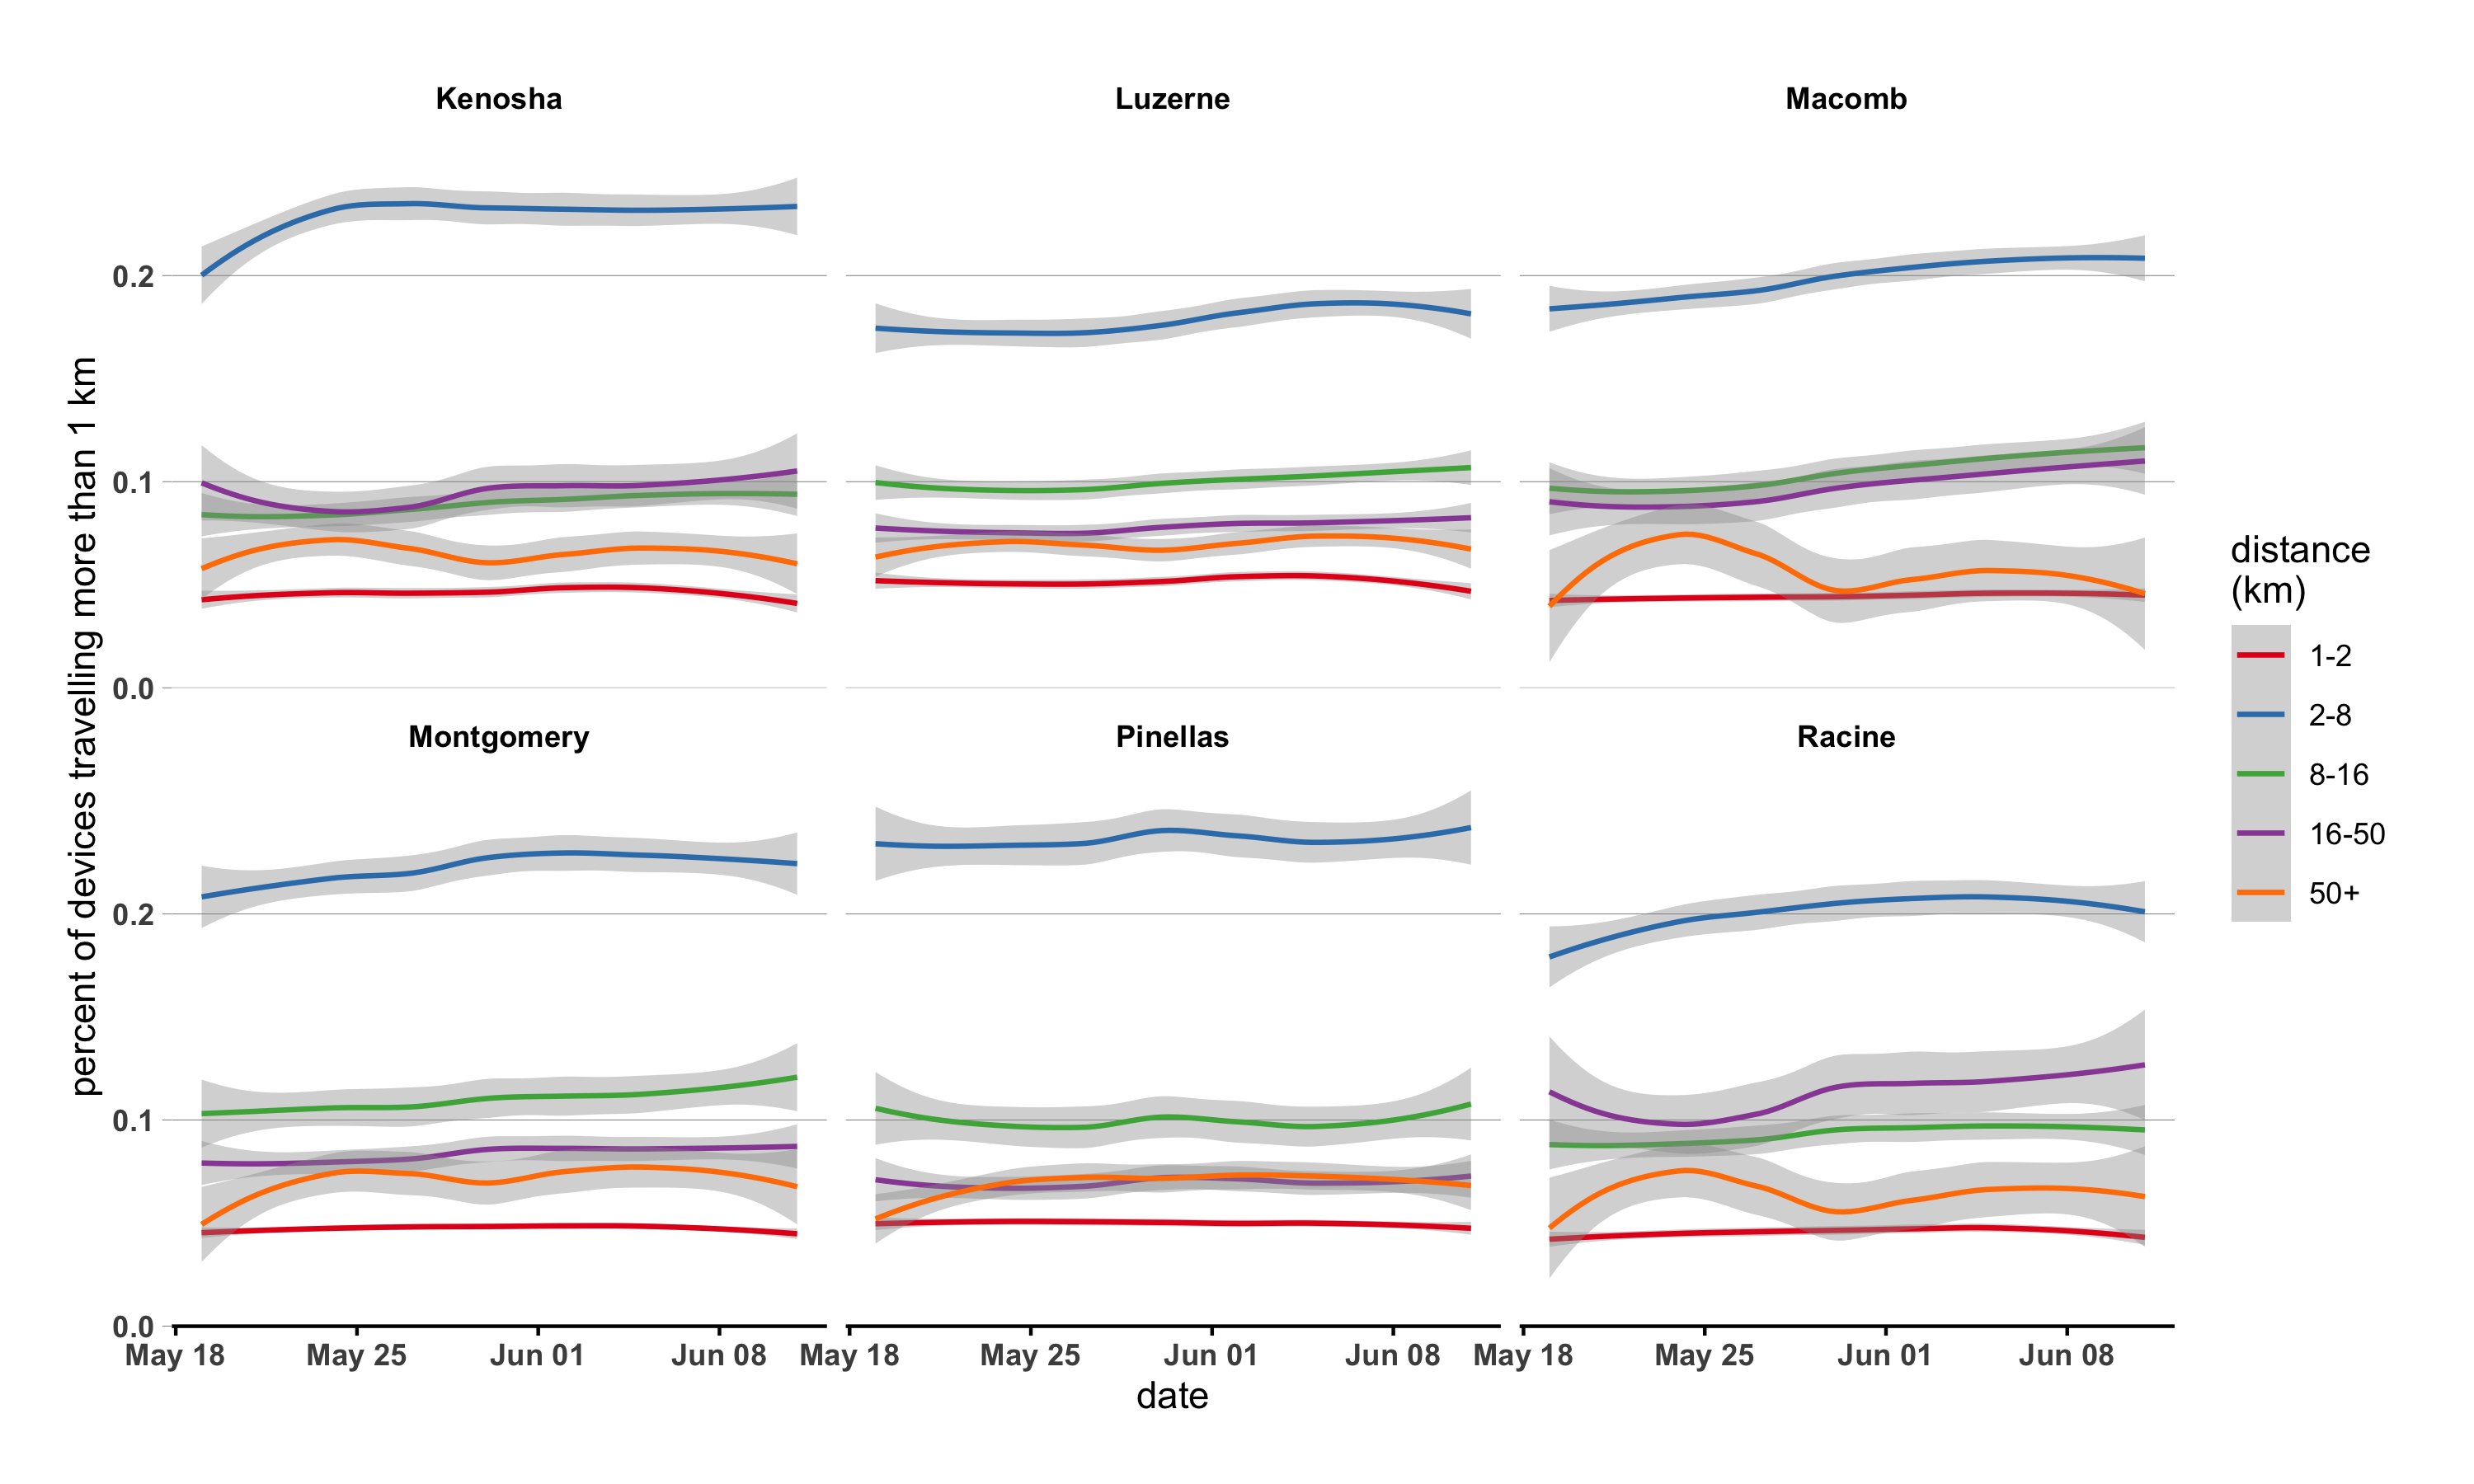 Kenosha
Luzerne
Macomb
0.2
0.1
0.0
percent of devices travelling more than 1 km
Montgomery
Pinellas
Racine
0.2
0.1
0.0
May 18 May 25 Jun 01 Jun 08
May 18 May 25 Jun 01 Jun 08
May 18 May 25 Jun 01 Jun 08
date
distance
(km)
1-2
2-8
8-16
16-50
50+